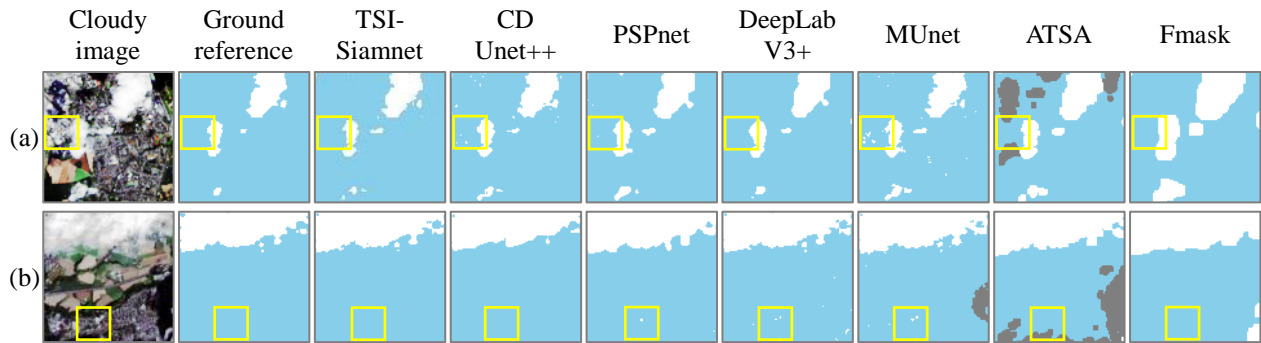 Cloudy image
Ground reference
TSI-Siamnet
CD Unet++
PSPnet
DeepLab V3+
MUnet
ATSA
Fmask
(a)
(b)